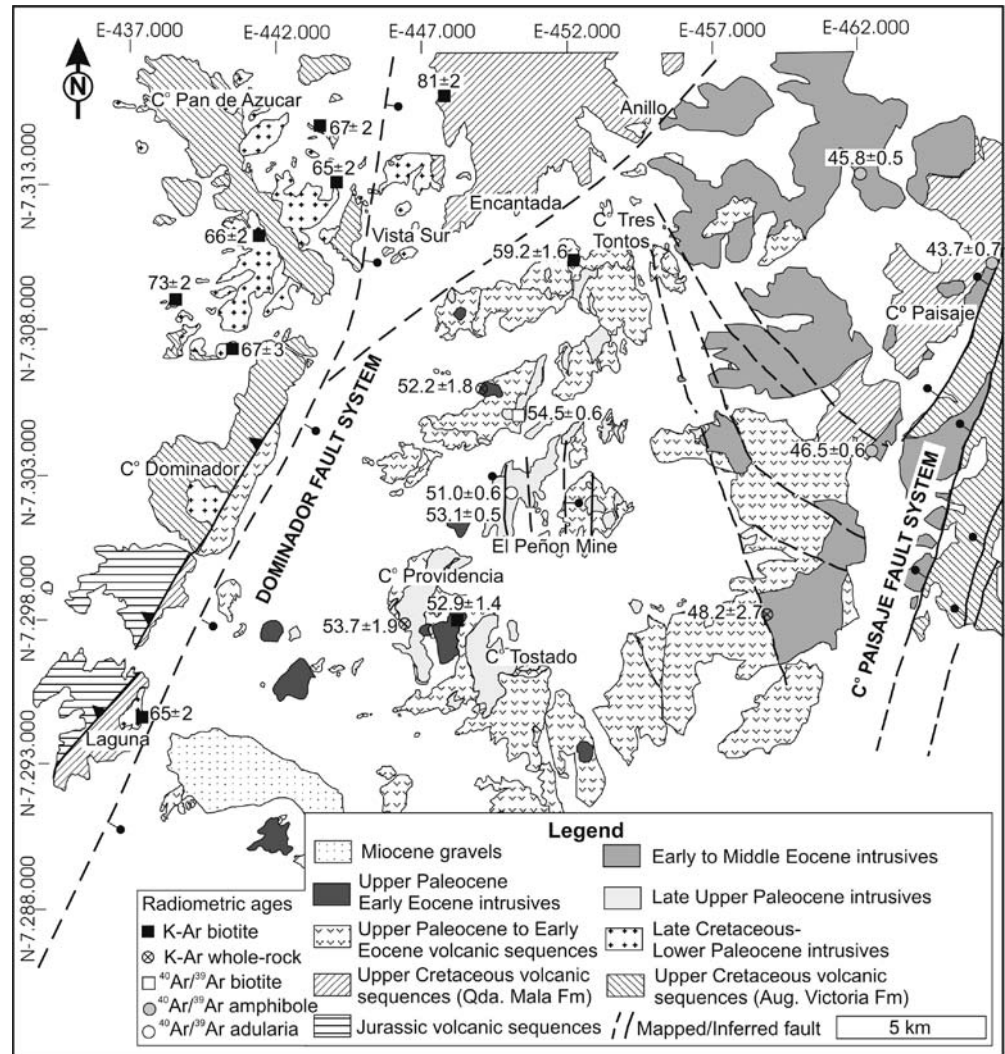 E-437.000 E-442.000 E-447.000 E-452.000 E-457.000 E-462.000
N
81±2
C° Pan de Azucar
Anillo
67±2
N-7.313.000
65±2
45.8±0.5
Encantada
C° Tres
Tontos
66±2
Vista Sur
59.2±1.6
43.7±0.7
73±2
C° Paisaje
N-7.308.000
67±3
52.2±1.8
54.5±0.6
DOMINADOR FAULT SYSTEM
46.5±0.6
N-7.303.000
C° Dominador
51.0±0.6
53.1±0.5
El Peñon Mine
C° PAISAJE FAULT SYSTEM
C° Providencia
N-7.298.000
52.9±1.4
48.2±2.7
53.7±1.9
C° Tostado
65±2
Laguna
N-7.293.000
N-7.288.000
Legend
Miocene gravels
Early to Middle Eocene intrusives
Upper Paleocene
Early Eocene intrusives
Late Upper Paleocene intrusives
Upper Paleocene to Early
Eocene volcanic sequences
Late Cretaceous-
Lower Paleocene intrusives
Upper Cretaceous volcanic
sequences (Qda. Mala Fm)
Upper Cretaceous volcanic
sequences (Aug. Victoria Fm)
Jurassic volcanic sequences
Mapped/Inferred fault
5 km
Radiometric ages
K-Ar biotite
K-Ar whole-rock
⁴⁰Ar/³⁹Ar biotite
⁴⁰Ar/³⁹Ar amphibole
⁴⁰Ar/³⁹Ar adularia